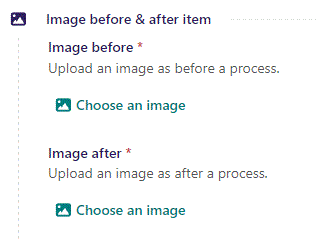 Image before & after item
Image before *
Upload an image as before a process.
Choose an image
Image after *
Upload an image as after a process.
Choose an image